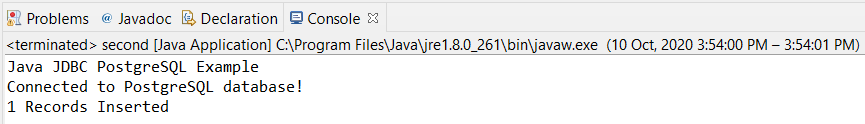 Problems @ Javadoc Declaration Console
<terminated> second [Java Application] C:\Program Files\Java\jre1.8.0_261\bin\javaw.exe (10 Oct, 2020 3:54:00 PM – 3:54:01 PM)
Java JDBC PostgreSQL Example
Connected to PostgreSQL database!
1 Records Inserted